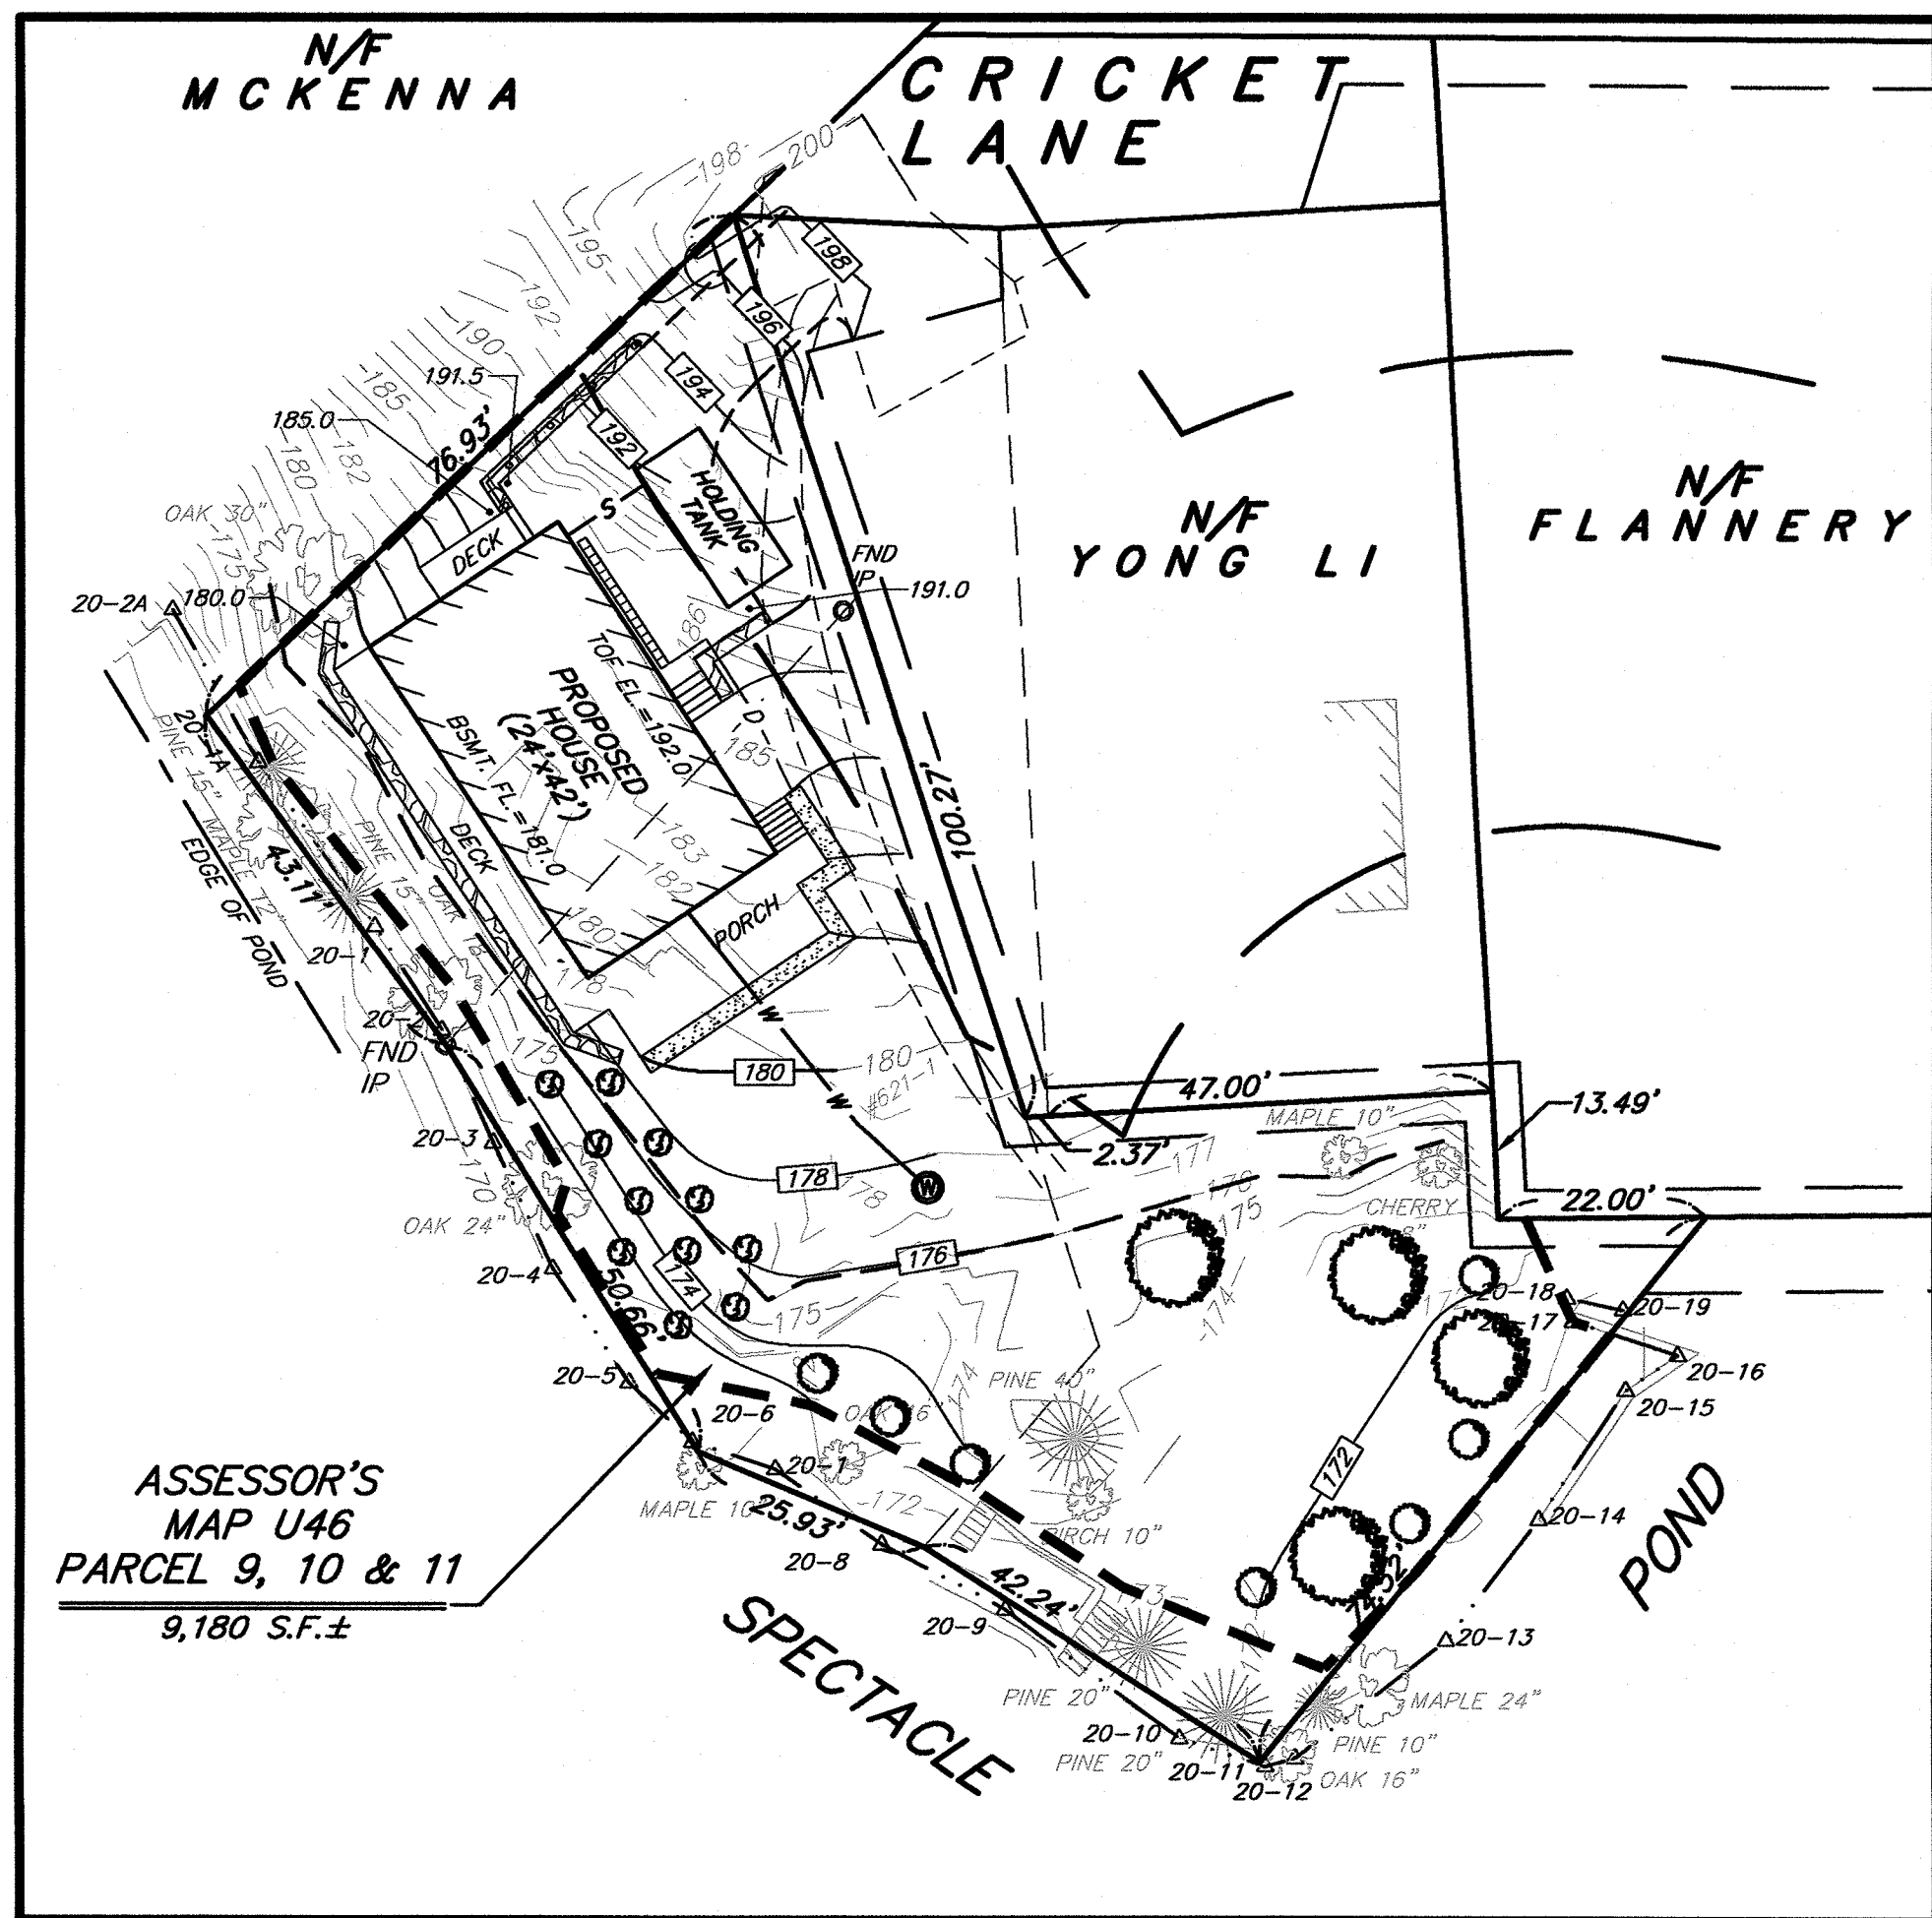 N/F
MCKENNA
CRICKET
LANE
198
200
198
195
196
192
190
194
191.5
185
185.0
76.93'
182
180
192
HOLDING
TANK
S
DECK
OAK 30"
175
FND
IP
191.0
20-2A
180.0
186
N/F
YONG LI
N/F
FLANNERY
TOF EL.=192.0
PROPOSED
HOUSE
(24'x42')
BSMT. FL.=181.0
D
185
20-1A
PINE 15"
MAPLE 12"
43.11'
EDGE OF POND
PINE 15"
OAK 18"
DECK
183
182
180
178
100.27'
PORCH
20-1
20-2
FND
IP
175
W
180
180
#621-1
W
47.00'
13.49'
MAPLE 10"
2.37'
177
20-3
170
178
178
W
176
175
CHERRY 8"
22.00'
OAK 24"
20-4
174
176
50.66'
175
174
20-18
20-19
20-17
20-16
20-15
20-5
20-6
OAK 16"
174
PINE 40"
172
ASSESSOR'S
MAP U46
PARCEL 9, 10 & 11
9,180 S.F.±
MAPLE 10"
172
25.93'
BIRCH 10"
20-8
20-14
POND
42.24'
173
20-9
172
20-13
SPECTACLE
PINE 20"
MAPLE 24"
20-10
PINE 20"
20-11
PINE 10"
20-12
OAK 16"